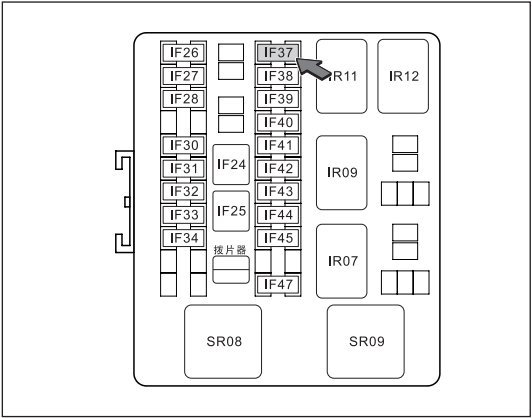 IF26 IF37 IR11 IR12
IF27 IF38
IF28 IF39
IF40
IF30 IF24 IF41 IR09
IF31 IF42
IF32 IF25 IF43
IF33 IF44
IF34 IF45
拨片器 IR07
IF47
SR08 SR09